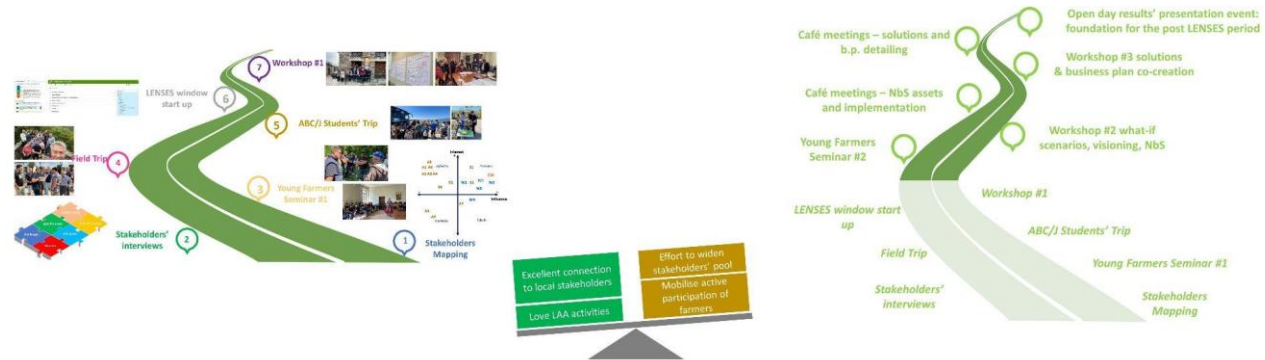 7
Workshop #1
LENSES window
start up
6
5
ABC/J Students' Trip
Field Trip
4
3
Young Farmers
Seminar #1
Stakeholders'
interviews
2
1
Stakeholders
Mapping
Interest
Influence
Excellent connection
to local stakeholders
Love LAA activities
Effort to widen
stakeholders' pool
Mobilise active
participation of
farmers
Open day results' presentation event:
foundation for the post LENSES period
Café meetings – solutions and
b.p. detailing
Workshop #3 solutions
& business plan co-creation
Café meetings – NbS assets
and implementation
Young Farmers
Seminar #2
Workshop #2 what-if
scenarios, visioning, NbS
Workshop #1
LENSES window start
up
ABC/J Students' Trip
Field Trip
Young Farmers Seminar #1
Stakeholders'
interviews
Stakeholders
Mapping